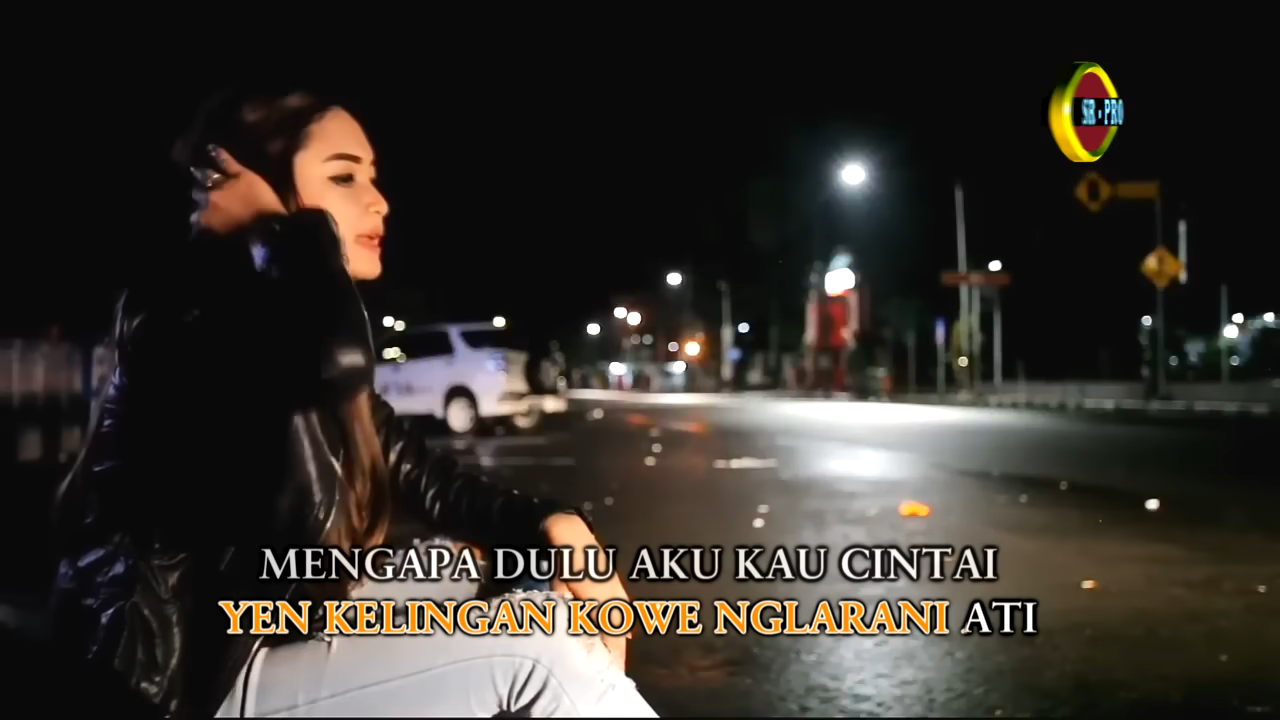 SR-PRO
MENGAPA DULU AKU KAU CINTAI
YEN KELINGAN KOWE NGLARANI ATI